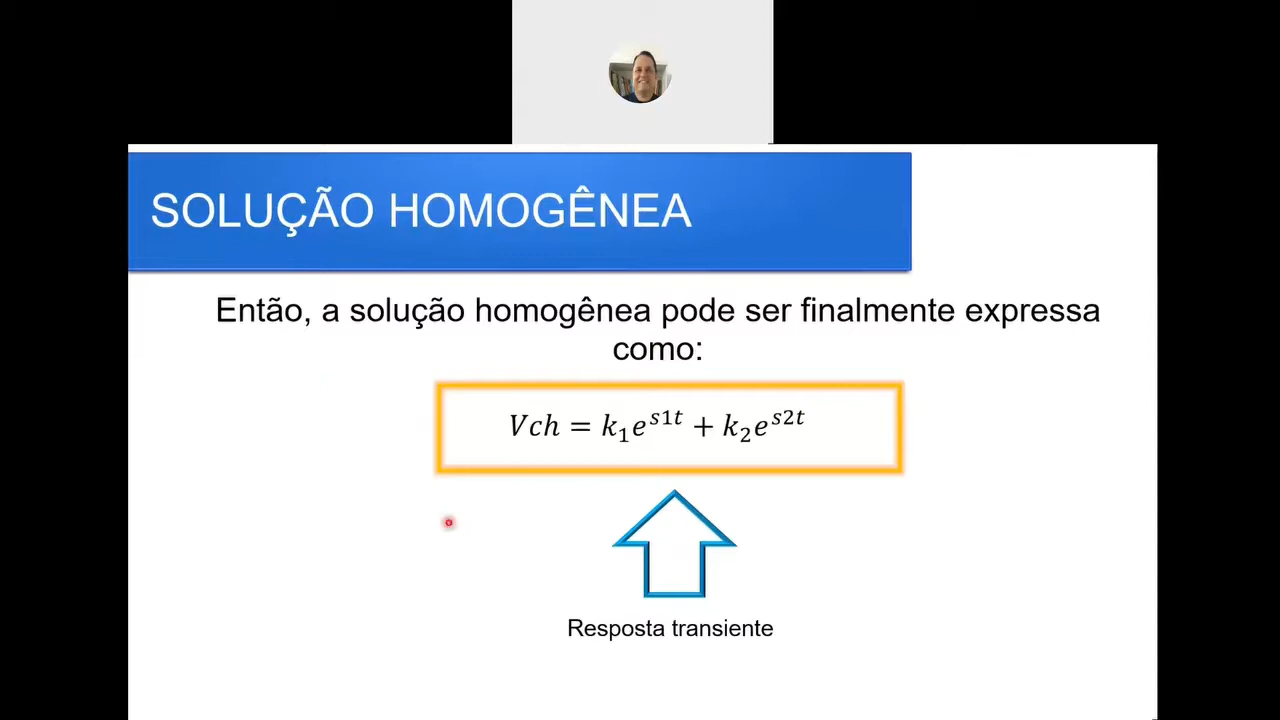 SOLUÇÃO HOMOGÊNEA
Então, a solução homogênea pode ser finalmente expressa
como:
Vch = k₁e^{s1t} + k₂e^{s2t}
Resposta transiente